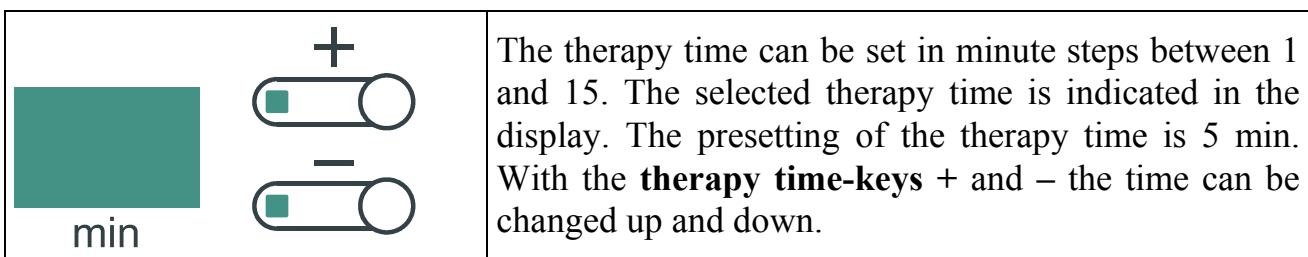 +
–
min
The therapy time can be set in minute steps between 1
and 15. The selected therapy time is indicated in the
display. The presetting of the therapy time is 5 min.
With the therapy time-keys + and – the time can be
changed up and down.